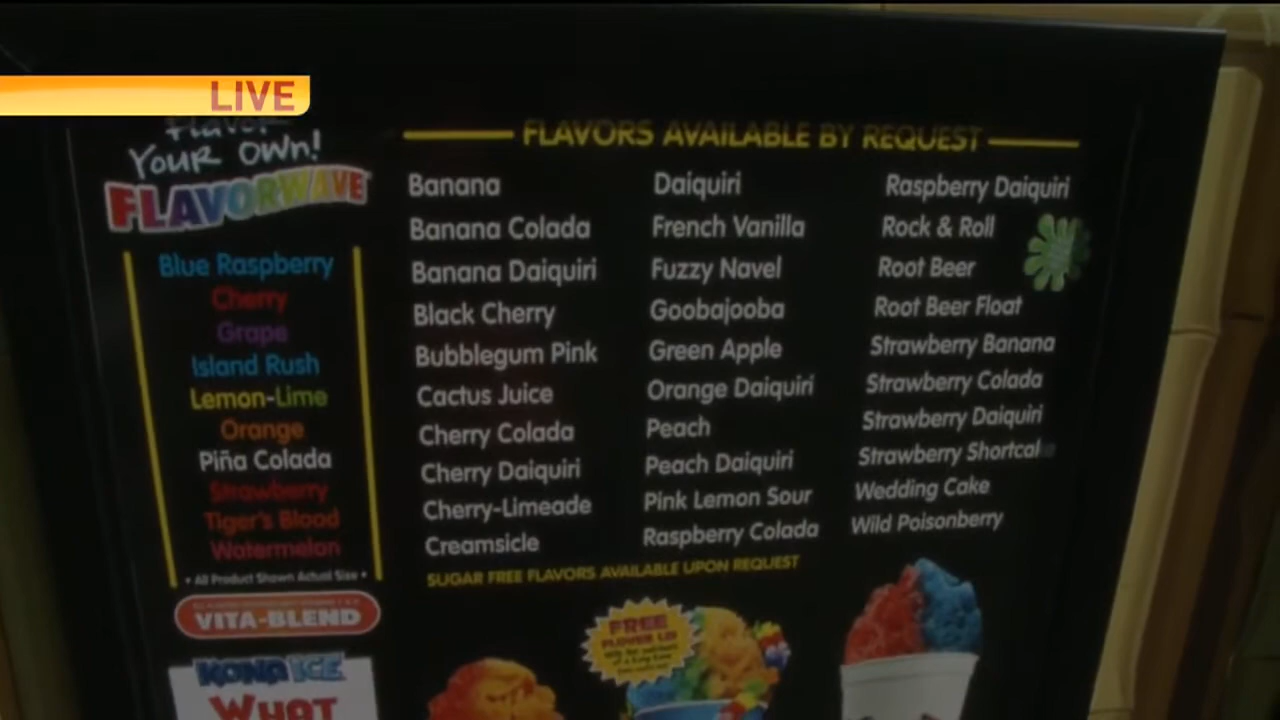 LIVE
Flavor
YOUR OWN!
FLAVORWAVE
Blue Raspberry
Cherry
Grape
Island Rush
Lemon-Lime
Orange
Piña Colada
Strawberry
Tiger's Blood
Watermelon
• All Product Shown Actual Size •
VITA-BLEND
KONA ICE
WHAT
FLAVORS AVAILABLE BY REQUEST
Banana
Banana Colada
Banana Daiquiri
Black Cherry
Bubblegum Pink
Cactus Juice
Cherry Colada
Cherry Daiquiri
Cherry-Limeade
Creamsicle
Daiquiri
French Vanilla
Fuzzy Navel
Goobajooba
Green Apple
Orange Daiquiri
Peach
Peach Daiquiri
Pink Lemon Sour
Raspberry Colada
Raspberry Daiquiri
Rock & Roll
Root Beer
Root Beer Float
Strawberry Banana
Strawberry Colada
Strawberry Daiquiri
Strawberry Shortcake
Wedding Cake
Wild Poisonberry
SUGAR FREE FLAVORS AVAILABLE UPON REQUEST
FREE